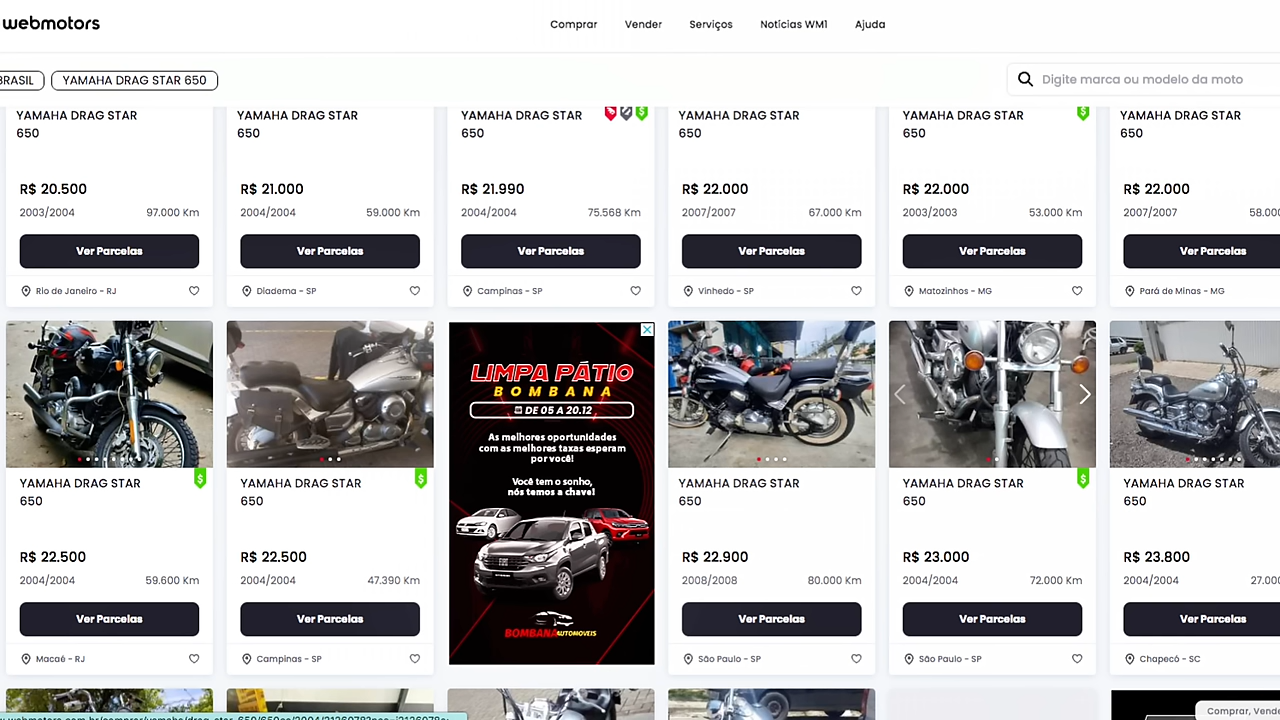 webmotors
Comprar
Vender
Serviços
Notícias WM1
Ajuda
BRASIL
YAMAHA DRAG STAR 650
Digite marca ou modelo da moto
YAMAHA DRAG STAR
650
R$ 20.500
2003/2004
97.000 Km
Ver Parcelas
Rio de Janeiro - RJ
YAMAHA DRAG STAR
650
R$ 21.000
2004/2004
59.000 Km
Ver Parcelas
Diadema - SP
YAMAHA DRAG STAR
650
R$ 21.990
2004/2004
75.568 Km
Ver Parcelas
Campinas - SP
YAMAHA DRAG STAR
650
R$ 22.000
2007/2007
67.000 Km
Ver Parcelas
Vinhedo - SP
YAMAHA DRAG STAR
650
R$ 22.000
2003/2003
53.000 Km
Ver Parcelas
Matozinhos - MG
YAMAHA DRAG STAR
650
R$ 22.000
2007/2007
58.00
Ver Parcelas
Pará de Minas - MG
YAMAHA DRAG STAR
650
R$ 22.500
2004/2004
59.600 Km
Ver Parcelas
Macaé - RJ
YAMAHA DRAG STAR
650
R$ 22.500
2004/2004
47.390 Km
Ver Parcelas
Campinas - SP
LIMPA PÁTIO
BOMBANA
DE 05 A 20.12
As melhores oportunidades
com as melhores taxas esperam
por você!
Você tem o sonho,
nós temos a chave!
BOMBANA AUTOMOVEIS
YAMAHA DRAG STAR
650
R$ 22.900
2008/2008
80.000 Km
Ver Parcelas
São Paulo - SP
YAMAHA DRAG STAR
650
R$ 23.000
2004/2004
72.000 Km
Ver Parcelas
São Paulo - SP
YAMAHA DRAG STAR
650
R$ 23.800
2004/2004
27.00
Ver Parcelas
Chapecó - SC
Comprar, Vende